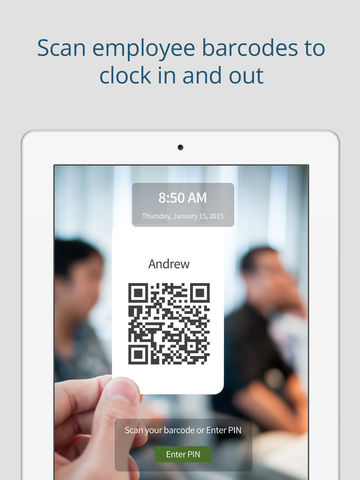 Scan employee barcodes to
clock in and out
8:50 AM
Thursday, January 15, 2015
Andrew
Scan your barcode or Enter PIN
Enter PIN